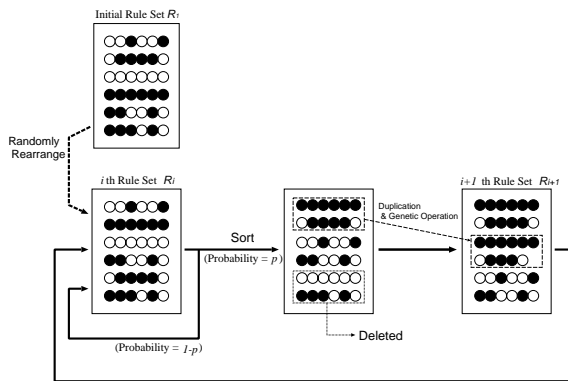 Initial Rule Set R1
Randomly
Rearrange
i th Rule Set Ri
Sort
(Probability = p)
(Probability = 1-p)
Duplication
& Genetic Operation
Deleted
i+1 th Rule Set Ri+1